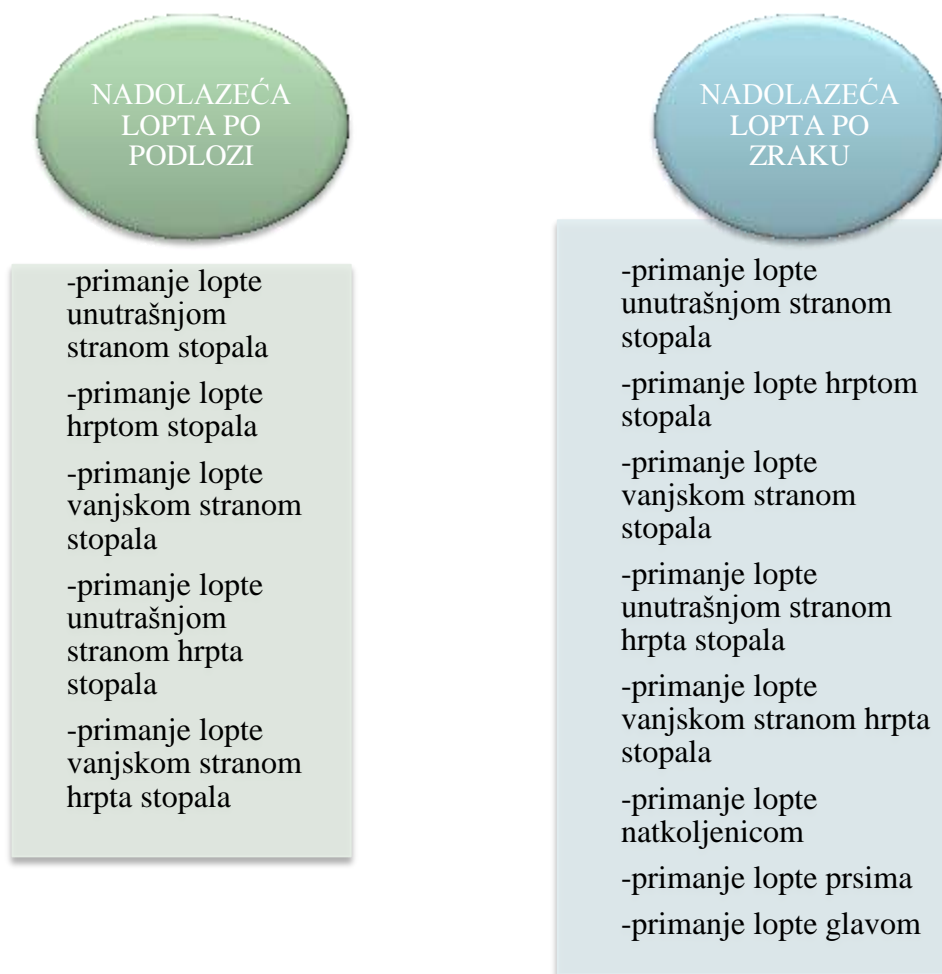 NADOLAZEĆA
LOPTA PO
PODLOZI
-primanje lopte
unutrašnjom
stranom stopala
-primanje lopte
hrptom stopala
-primanje lopte
vanjskom stranom
stopala
-primanje lopte
unutrašnjom
stranom hrpta
stopala
-primanje lopte
vanjskom stranom
hrpta stopala
NADOLAZEĆA
LOPTA PO
ZRAKU
-primanje lopte
unutrašnjom stranom
stopala
-primanje lopte hrptom
stopala
-primanje lopte
vanjskom stranom
stopala
-primanje lopte
unutrašnjom stranom
hrpta stopala
-primanje lopte
vanjskom stranom hrpta
stopala
-primanje lopte
natkoljenicom
-primanje lopte prsima
-primanje lopte glavom